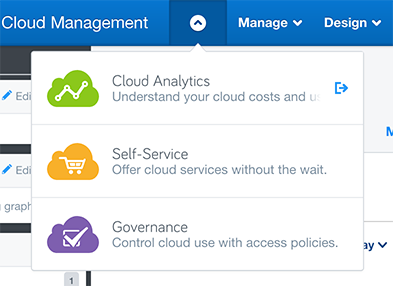 Cloud Management Manage Design
Cloud Analytics
Understand your cloud costs and us
Edi
Self-Service
Offer cloud services without the wait.
Edi
g graph
Governance
Control cloud use with access policies.
ay
1